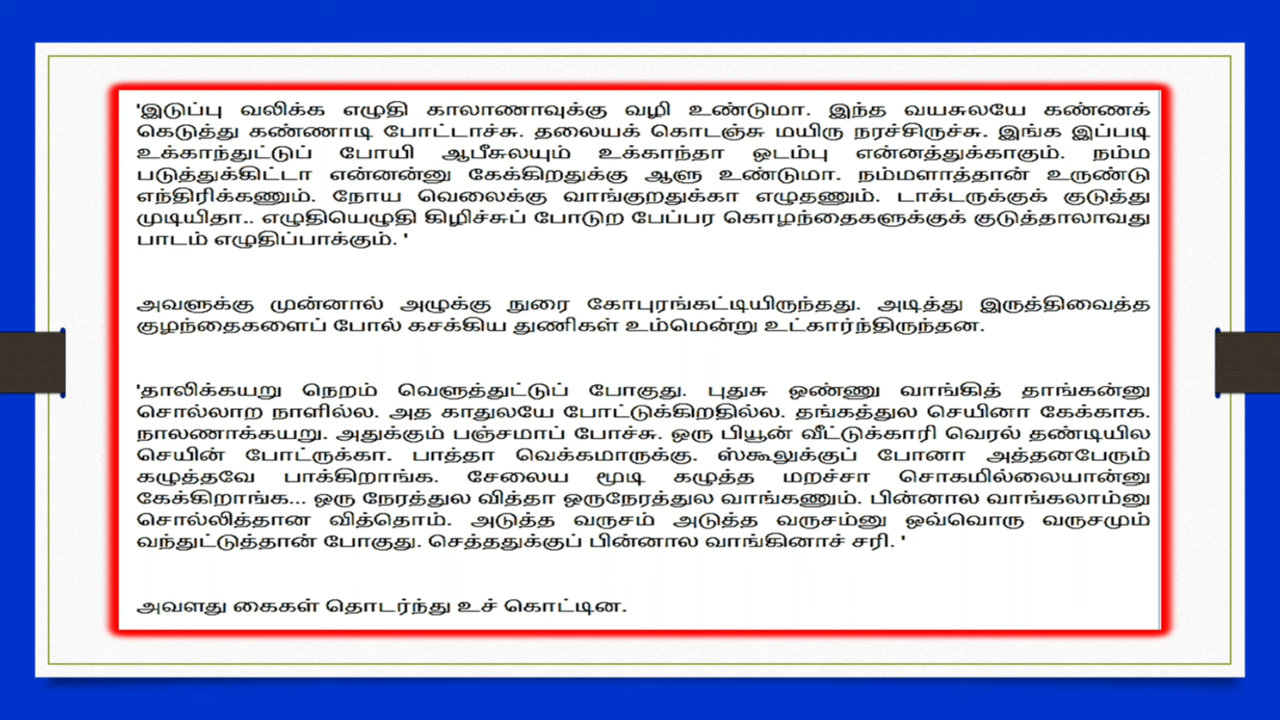 'இடுப்பு வலிக்க எழுதி காலாணாவுக்கு வழி உண்டுமா. இந்த வயசுலயே கண்ணக்
கெடுத்து கண்ணாடி போட்டாச்சு. தலையக் கொடஞ்சு மயிரு நரச்சிருச்சு. இங்க இப்படி
உக்காந்துட்டுப் போயி ஆபீசுலயும் உக்காந்தா ஒடம்பு என்னத்துக்காகும். நம்ம
படுத்துக்கிட்டா என்னன்னு கேக்கிறதுக்கு ஆளு உண்டுமா. நம்மளாத்தான் உருண்டு
எந்திரிக்கணும். நோய வெலைக்கு வாங்குறதுக்கா எழுதணும். டாக்டருக்குக் குடுத்து
முடியிதா.. எழுதியெழுதி கிழிச்சுப் போடுற பேப்பர கொழந்தைகளுக்குக் குடுத்தாலாவது
பாடம் எழுதிப்பாக்கும். '
அவளுக்கு முன்னால் அழுக்கு நுரை கோபுரங்கட்டியிருந்தது. அடித்து இருத்திவைத்த
குழந்தைகளைப் போல் கசக்கிய துணிகள் உம்மென்று உட்கார்ந்திருந்தன.
'தாலிக்கயறு நெறம் வெளுத்துட்டுப் போகுது. புதுசு ஒண்ணு வாங்கித் தாங்கன்னு
சொல்லாற நாளில்ல. அத காதுலயே போட்டுக்கிறதில்ல. தங்கத்துல செயினா கேக்காக.
நாலணாக்கயறு. அதுக்கும் பஞ்சமாப் போச்சு. ஒரு பியூன் வீட்டுக்காரி வெரல் தண்டியில
செயின் போட்ருக்கா. பாத்தா வெக்கமாருக்கு. ஸ்கூலுக்குப் போனா அத்தனபேரும்
கழுத்தவே பாக்கிறாங்க. சேலைய மூடி கழுத்த மறச்சா சொகமில்லையான்னு
கேக்கிறாங்க... ஒரு நேரத்துல வித்தா ஒருநேரத்துல வாங்கணும். பின்னால வாங்கலாம்னு
சொல்லித்தான வித்தொம். அடுத்த வருசம் அடுத்த வருசம்னு ஒவ்வொரு வருசமும்
வந்துட்டுத்தான் போகுது. செத்ததுக்குப் பின்னால வாங்கினாச் சரி. '
அவளது கைகள் தொடர்ந்து உச் கொட்டின.